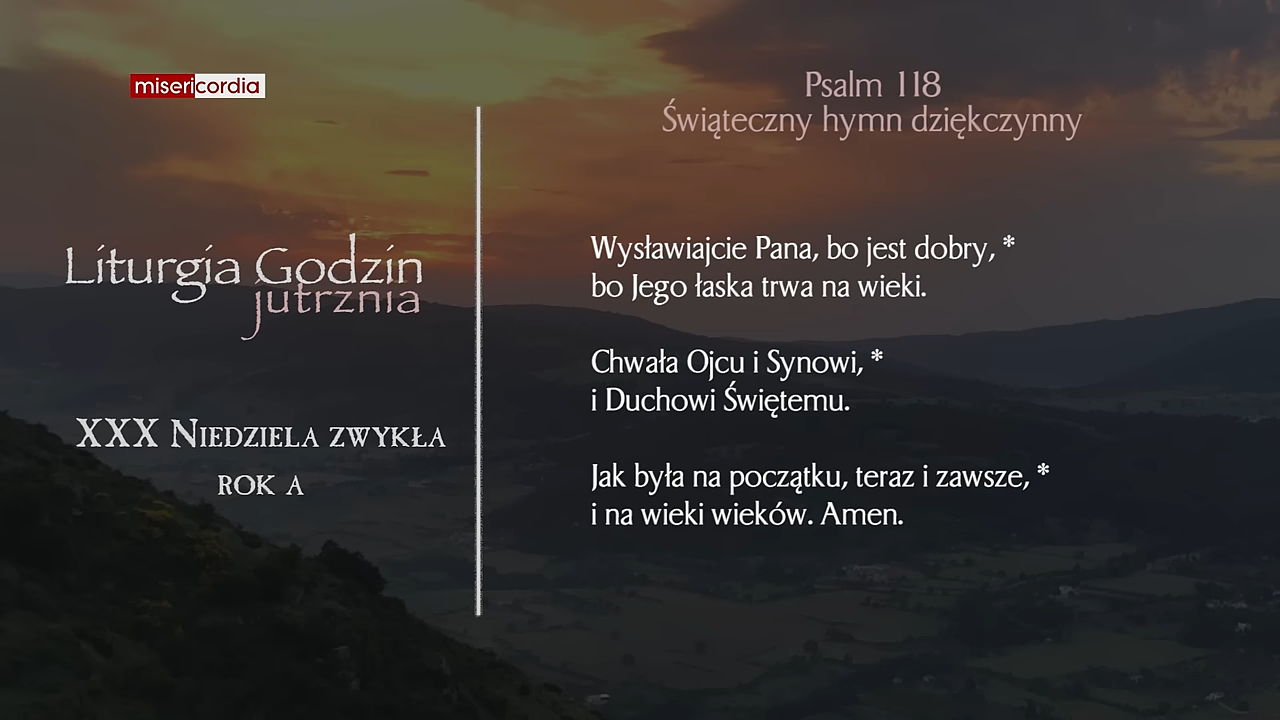 misericordia
Liturgia Godzin
jutrznia
XXX Niedziela zwykła
rok a
Psalm 118
Świąteczny hymn dziękczynny
Wysławiajcie Pana, bo jest dobry, *
bo Jego łaska trwa na wieki.
Chwała Ojcu i Synowi, *
i Duchowi Świętemu.
Jak była na początku, teraz i zawsze, *
i na wieki wieków. Amen.